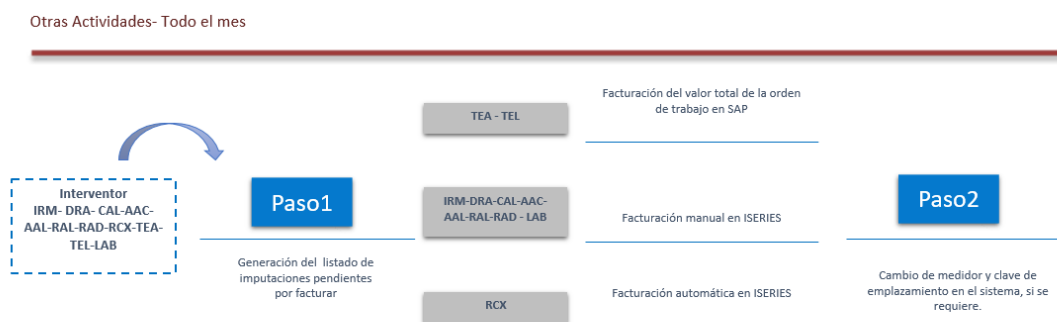 Otras Actividades- Todo el mes
Interventor
IRM- DRA- CAL-AAC-
AAL-RAL-RAD-RCX-TEA-
TEL-LAB
Paso1
Generación del listado de
imputaciones pendientes
por facturar
TEA - TEL
Facturación del valor total de la orden
de trabajo en SAP
IRM-DRA-CAL-AAC-
AAL-RAL-RAD - LAB
Facturación manual en ISERIES
RCX
Facturación automática en ISERIES
Paso2
Cambio de medidor y clave de
emplazamiento en el sistema, si se
requiere.